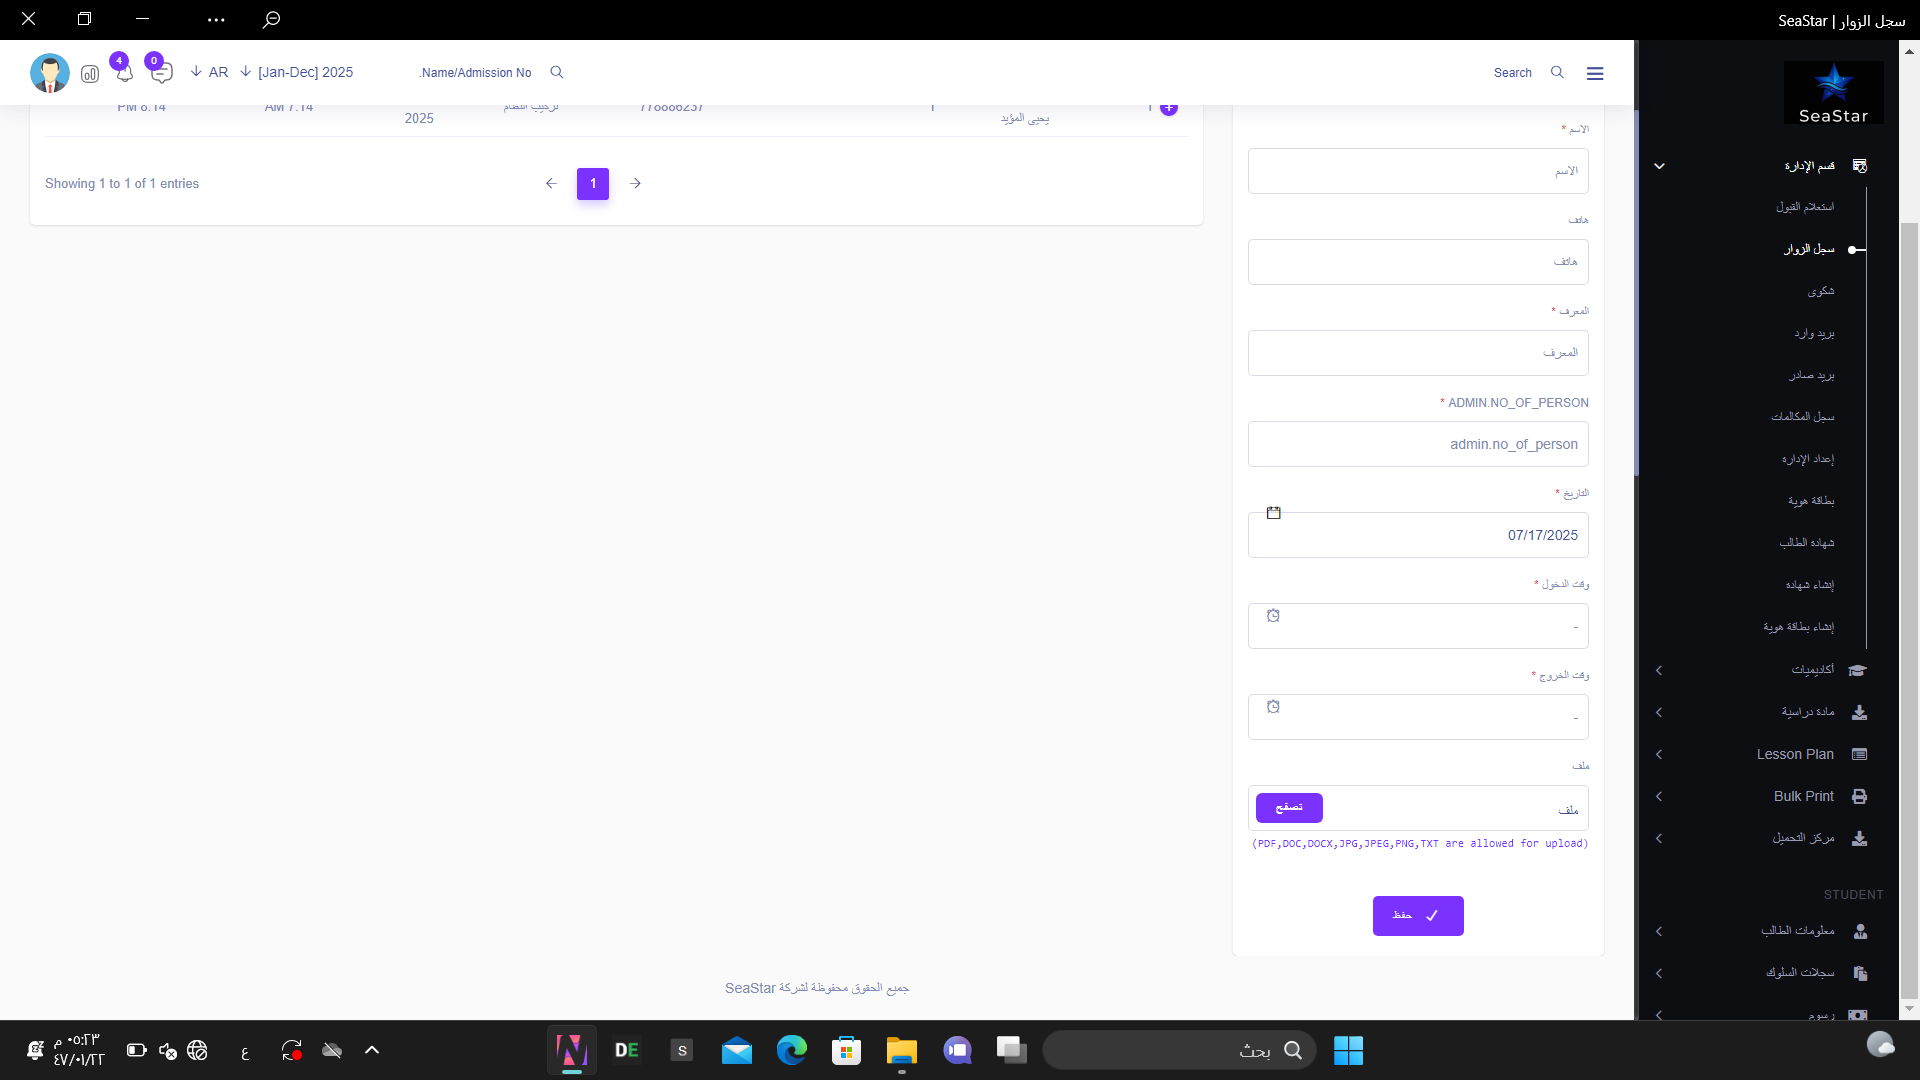 سجل الزوار | SeaStar
4
0
AR
[Jan-Dec] 2025
Name/Admission No.
Search
SeaStar
PM 8:14
AM 7:14
2025
تركيب النظام
778886237
1
يحيى المؤيد
1
Showing 1 to 1 of 1 entries
1
الاسم *
الاسم
هاتف
هاتف
المعرف *
المعرف
ADMIN.NO_OF_PERSON *
admin.no_of_person
التاريخ *
07/17/2025
وقت الدخول *
-
وقت الخروج *
-
ملف
ملف
تصفح
(PDF,DOC,DOCX,JPG,JPEG,PNG,TXT are allowed for upload)
حفظ
جميع الحقوق محفوظة لشركة SeaStar
قسم الإدارة
استعلام القبول
سجل الزوار
شكوى
بريد وارد
بريد صادر
سجل المكالمات
إعداد الإدارة
بطاقة هوية
شهادة الطالب
إنشاء شهادة
إنشاء بطاقة هوية
أكاديميات
مادة دراسية
Lesson Plan
Bulk Print
مركز التحميل
STUDENT
معلومات الطالب
سجلات السلوك
رسوم
بحث
DE
S
ع
٠٥:٢٣ م
٤٧/٠١/٢٢